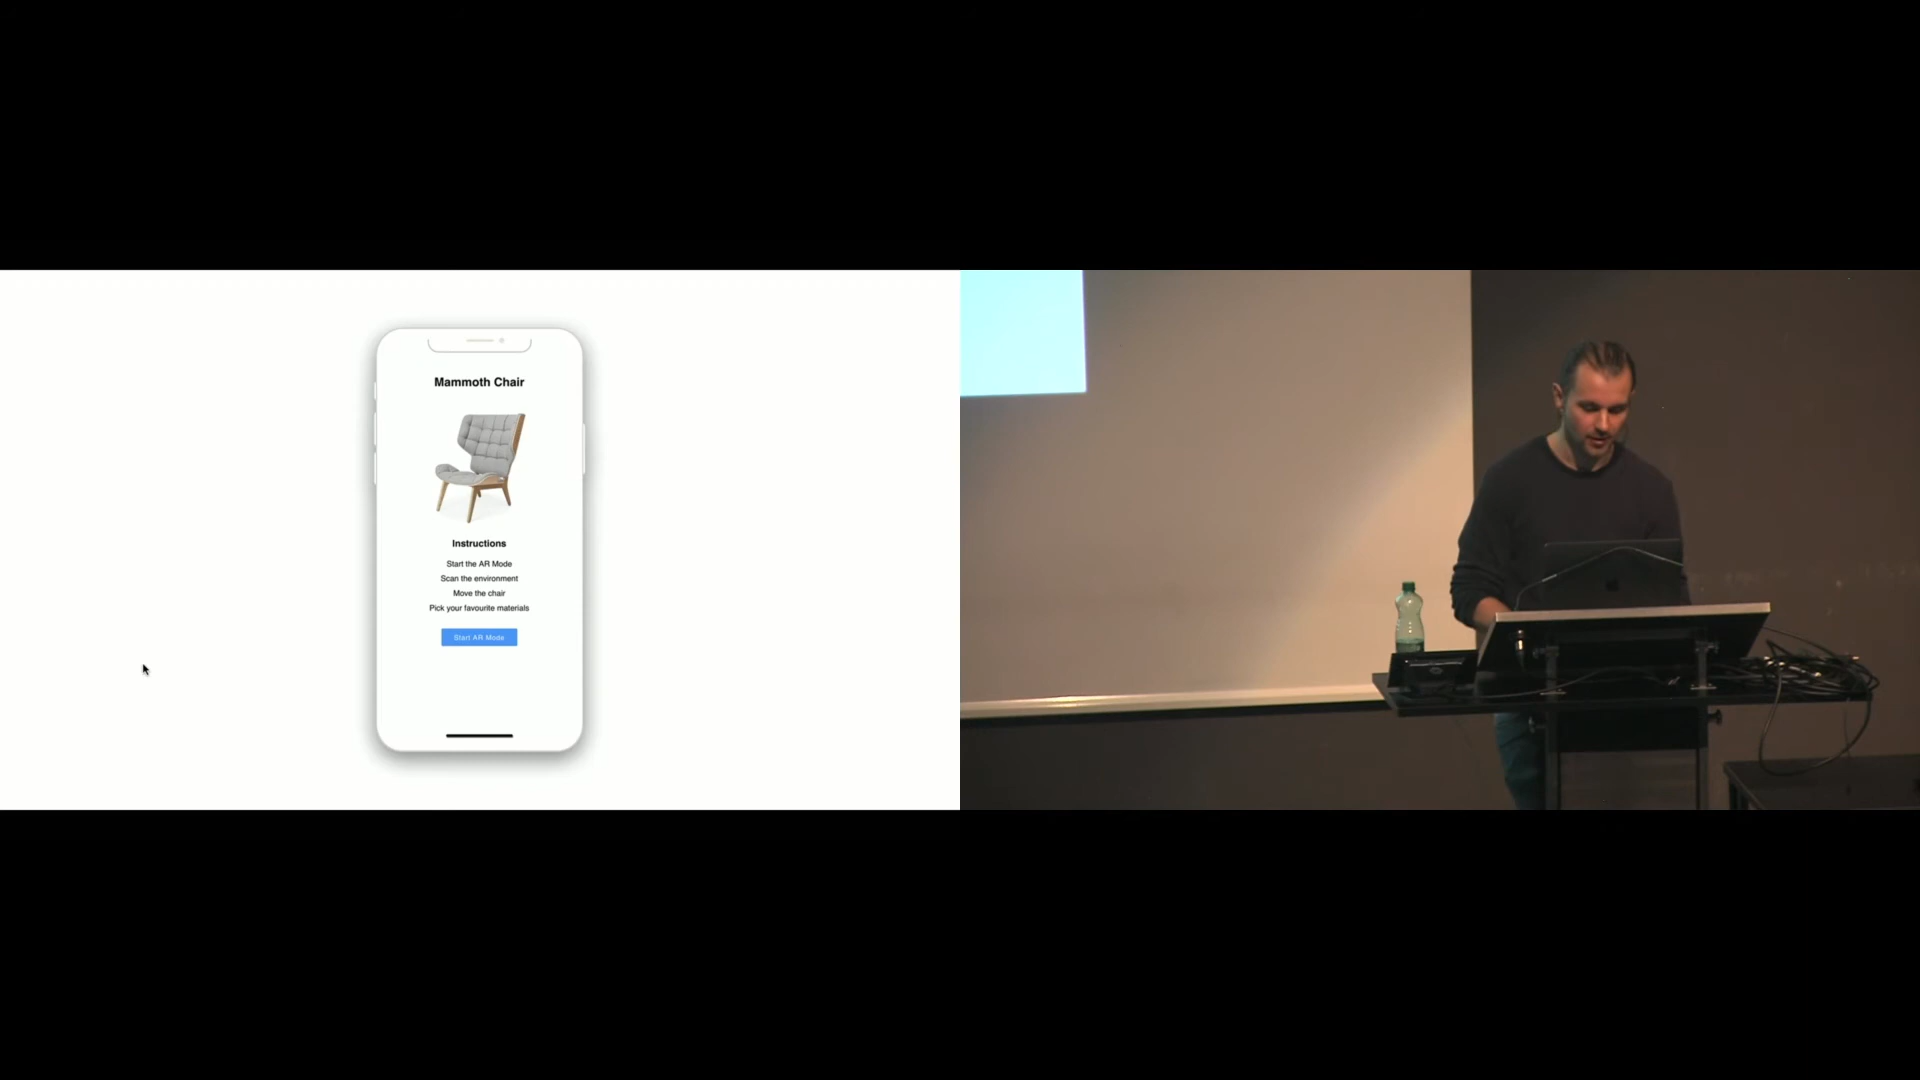 Mammoth Chair
Instructions
Start the AR Mode
Scan the environment
Move the chair
Pick your favourite materials
Start AR Mode